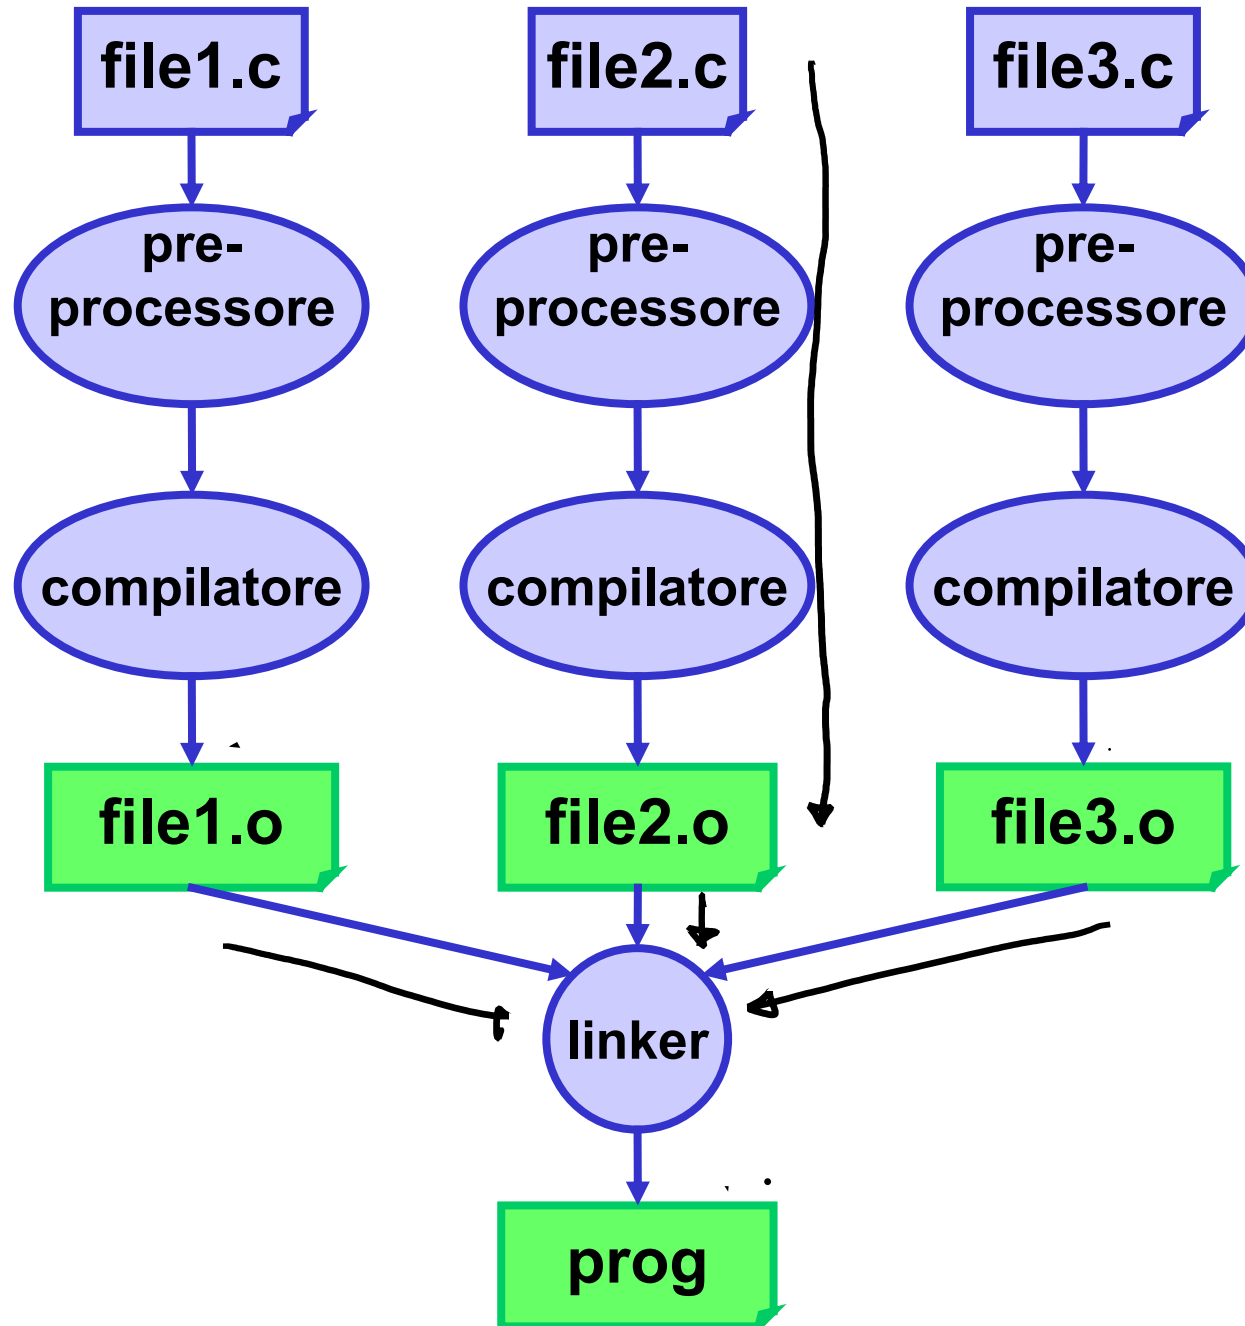 file1.c
file2.c
file3.c
pre-
processore
pre-
processore
pre-
processore
compilatore
compilatore
compilatore
file1.o
file2.o
file3.o
linker
prog